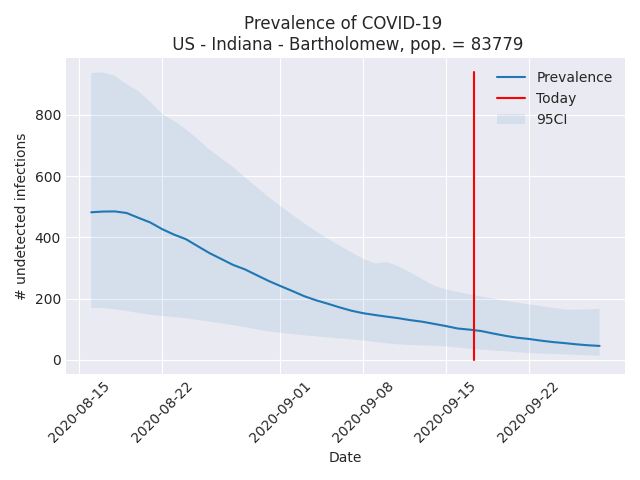 Prevalence of COVID-19
US - Indiana - Bartholomew, pop. = 83779
Prevalence
Today
95CI
# undetected infections
800
600
400
200
0
2020-08-15
2020-08-22
2020-09-01
2020-09-08
2020-09-15
2020-09-22
Date